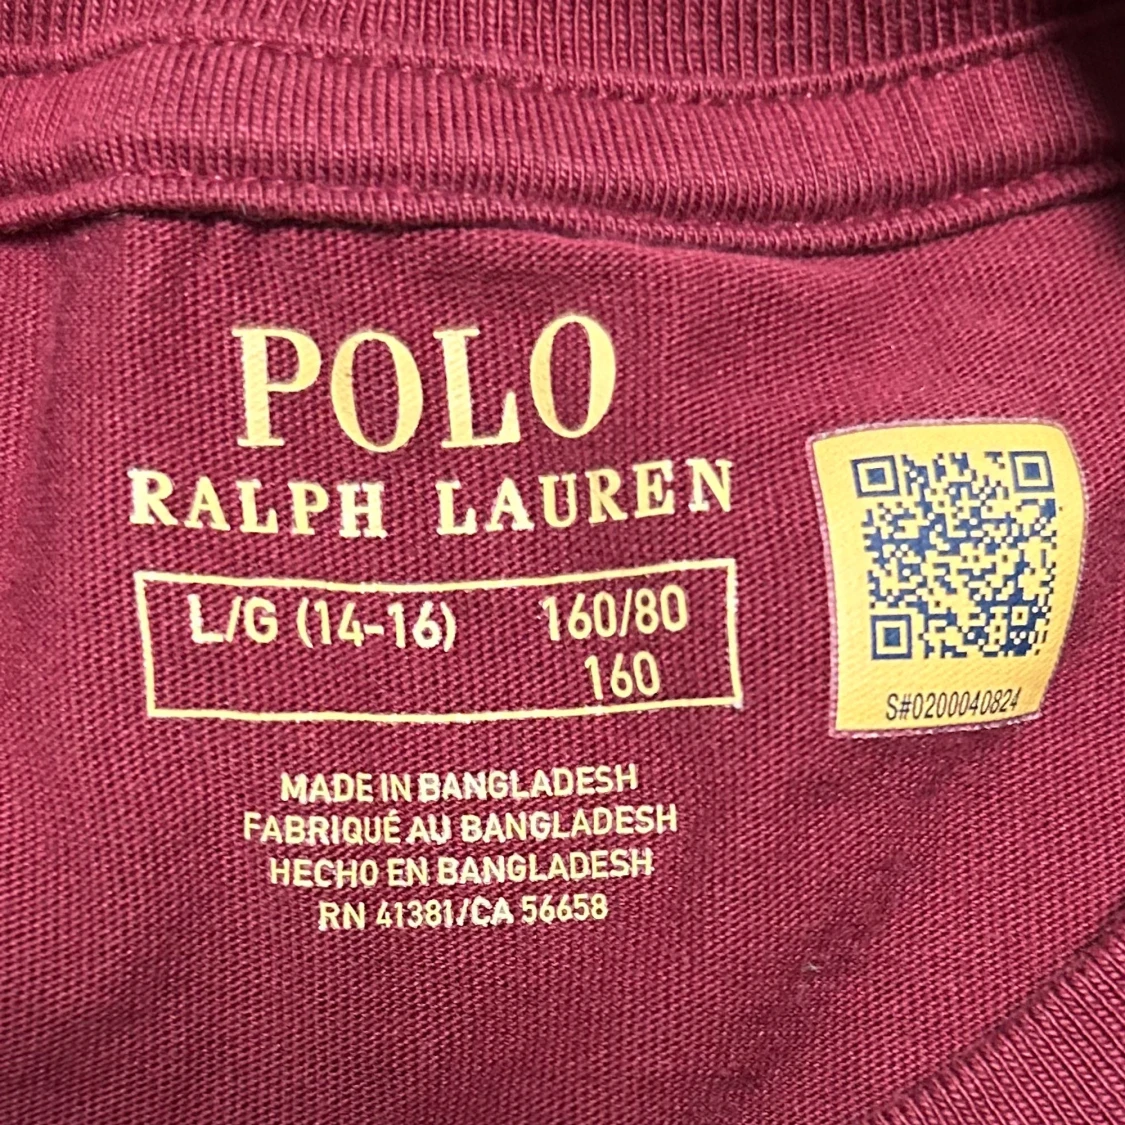 POLO
RALPH LAUREN
L/G (14-16) 160/80
160
S#0200040824
MADE IN BANGLADESH
FABRIQUÉ AU BANGLADESH
HECHO EN BANGLADESH
RN 41381/CA 56658